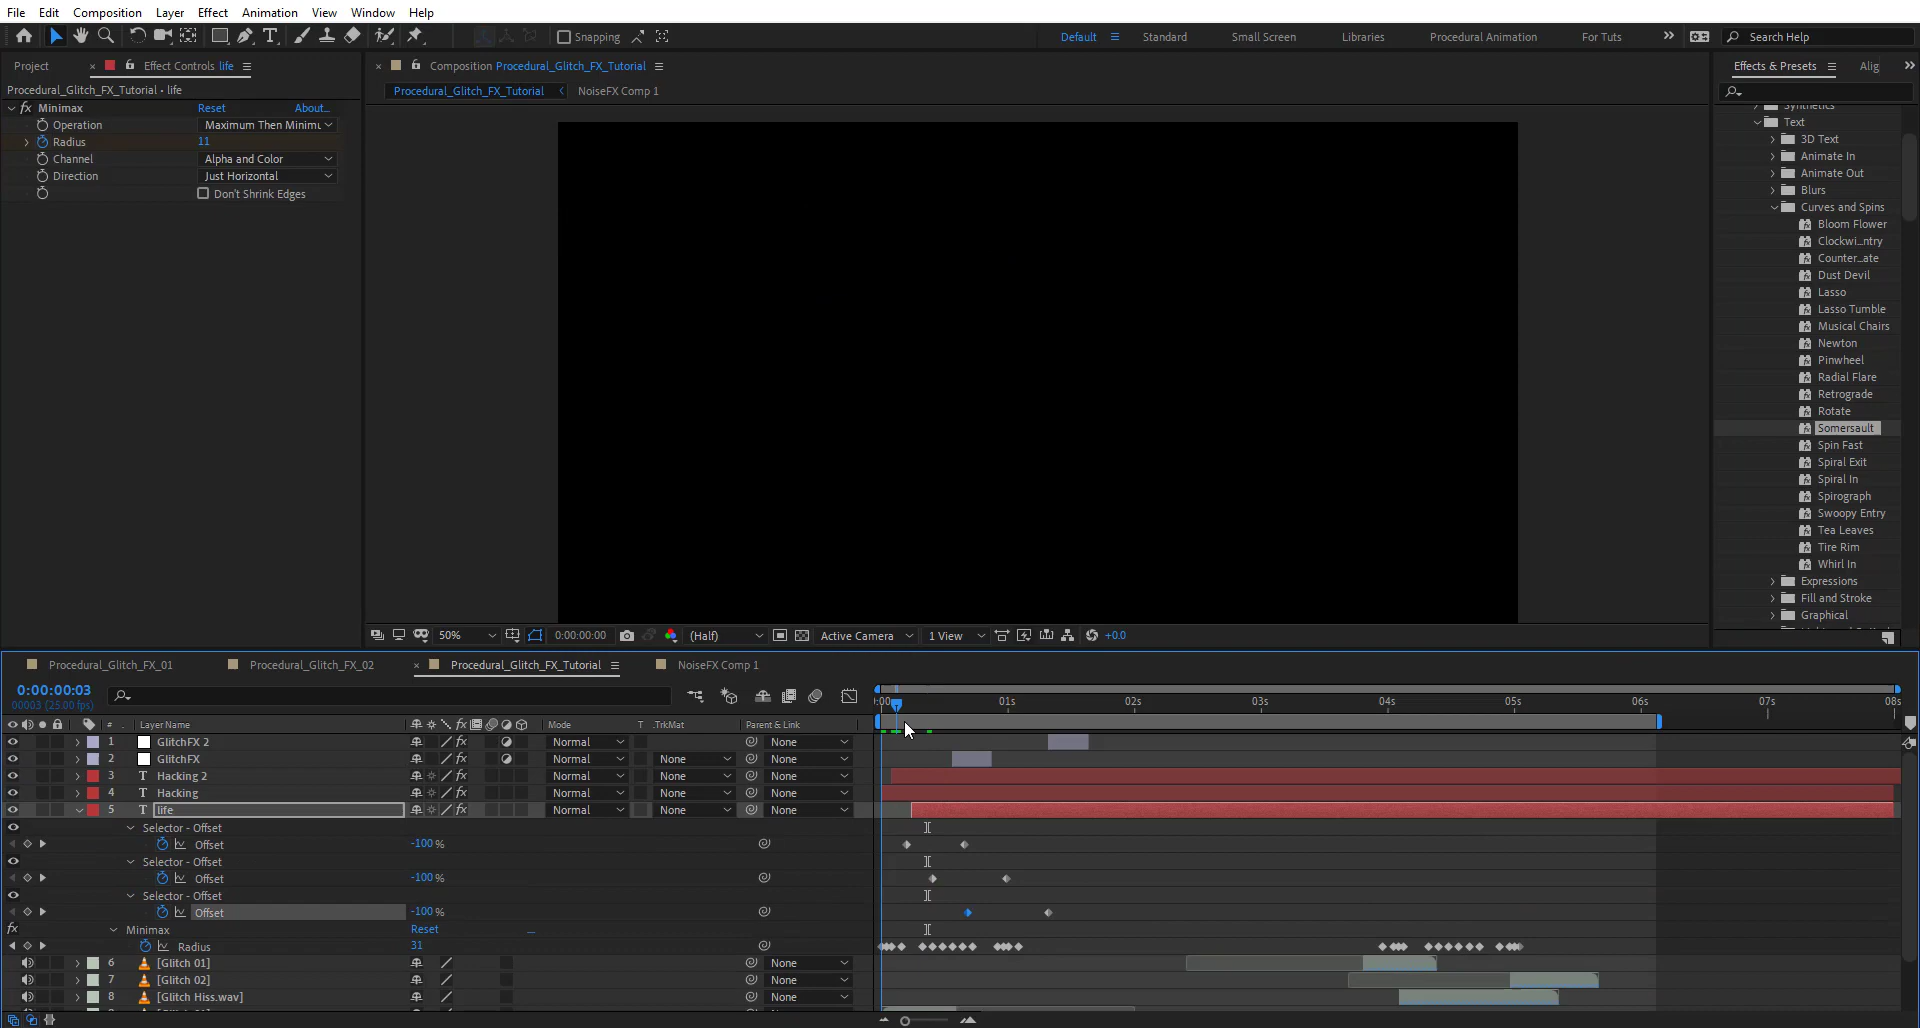 File Edit Composition Layer Effect Animation View Window Help
Snapping Default Standard Small Screen Libraries Procedural Animation For Tuts Search Help
Project Effect Controls life
Procedural_Glitch_FX_Tutorial • life
fx Minimax Reset About...
Operation Maximum Then Minimu
Radius 11
Channel Alpha and Color
Direction Just Horizontal
Don't Shrink Edges
Composition Procedural_Glitch_FX_Tutorial
Procedural_Glitch_FX_Tutorial NoiseFX Comp 1
50% 0:00:00:00 (Half) Active Camera 1 View +0.0
Effects & Presets Alig
Synthetics
Text
3D Text
Animate In
Animate Out
Blurs
Curves and Spins
Bloom Flower
Clockwi...ntry
Counter...ate
Dust Devil
Lasso
Lasso Tumble
Musical Chairs
Newton
Pinwheel
Radial Flare
Retrograde
Rotate
Somersault
Spin Fast
Spiral Exit
Spiral In
Spirograph
Swoopy Entry
Tea Leaves
Tire Rim
Whirl In
Expressions
Fill and Stroke
Graphical
Procedural_Glitch_FX_01 Procedural_Glitch_FX_02 Procedural_Glitch_FX_Tutorial NoiseFX Comp 1
0:00:00:03
00003 (25.00 fps)
:00 01s 02s 03s 04s 05s 06s 07s 08s
# Layer Name Mode T .TrkMat Parent & Link
1 GlitchFX 2 Normal None
2 GlitchFX Normal None None
3 T Hacking 2 Normal None None
4 T Hacking Normal None None
5 T life Normal None None
Selector - Offset
Offset -100 %
Selector - Offset
Offset -100 %
Selector - Offset
Offset -100 %
fx Minimax Reset
Radius 31
6 [Glitch 01] None
7 [Glitch 02] None
8 [Glitch Hiss.wav] None